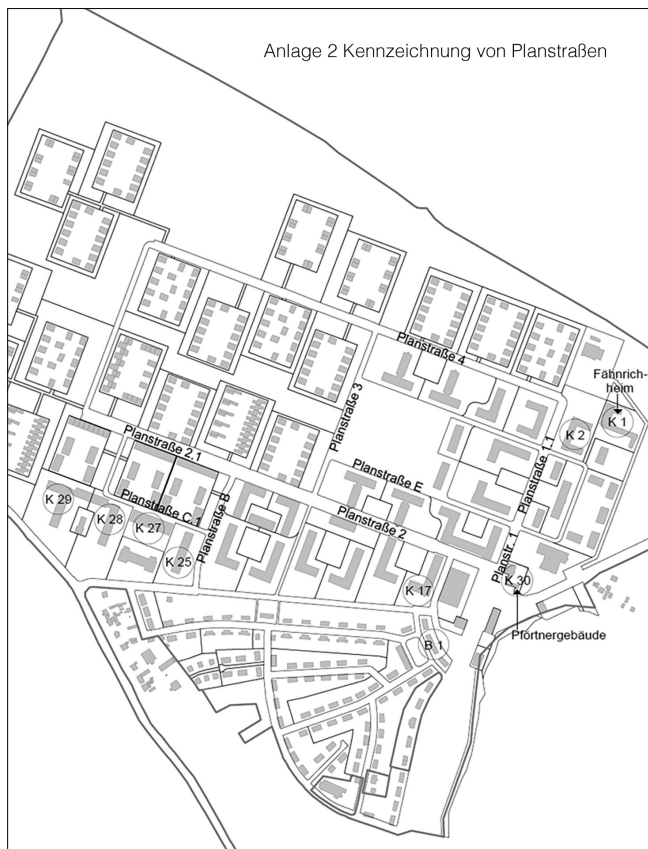 Anlage 2 Kennzeichnung von Planstraßen
Planstraße 4
Fähnrich-
heim
K 1
K 2
Planstraße 3
Planstraße 1.1
Planstraße 2.1
Planstraße E
K 29
K 28
K 27
Planstraße C.1
Planstraße B
Planstraße 2
Planstr. 1
K 25
K 17
K 30
B 1
Pförtnergebäude